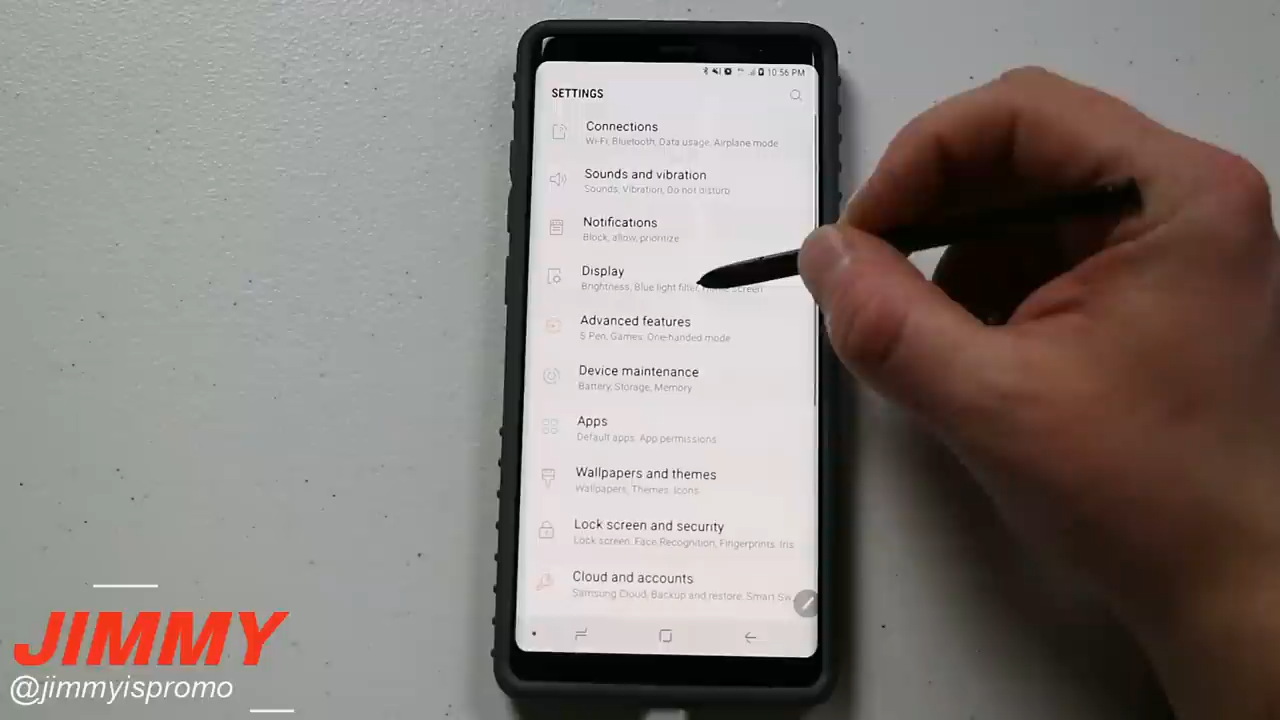 10:56 PM
SETTINGS
Connections
Wi-Fi, Bluetooth, Data usage, Airplane mode
Sounds and vibration
Sounds, Vibration, Do not disturb
Notifications
Block, allow, prioritize
Display
Brightness, Blue light filter, screen
Advanced features
S Pen, Games, One-handed mode
Device maintenance
Battery, Storage, Memory
Apps
Default apps, App permissions
Wallpapers and themes
Wallpapers, Themes, Icons
Lock screen and security
Lock screen, Face Recognition, Fingerprints, Iris
Cloud and accounts
Samsung Cloud, Backup and restore, Smart Sw
JIMMY
@jimmyispromo